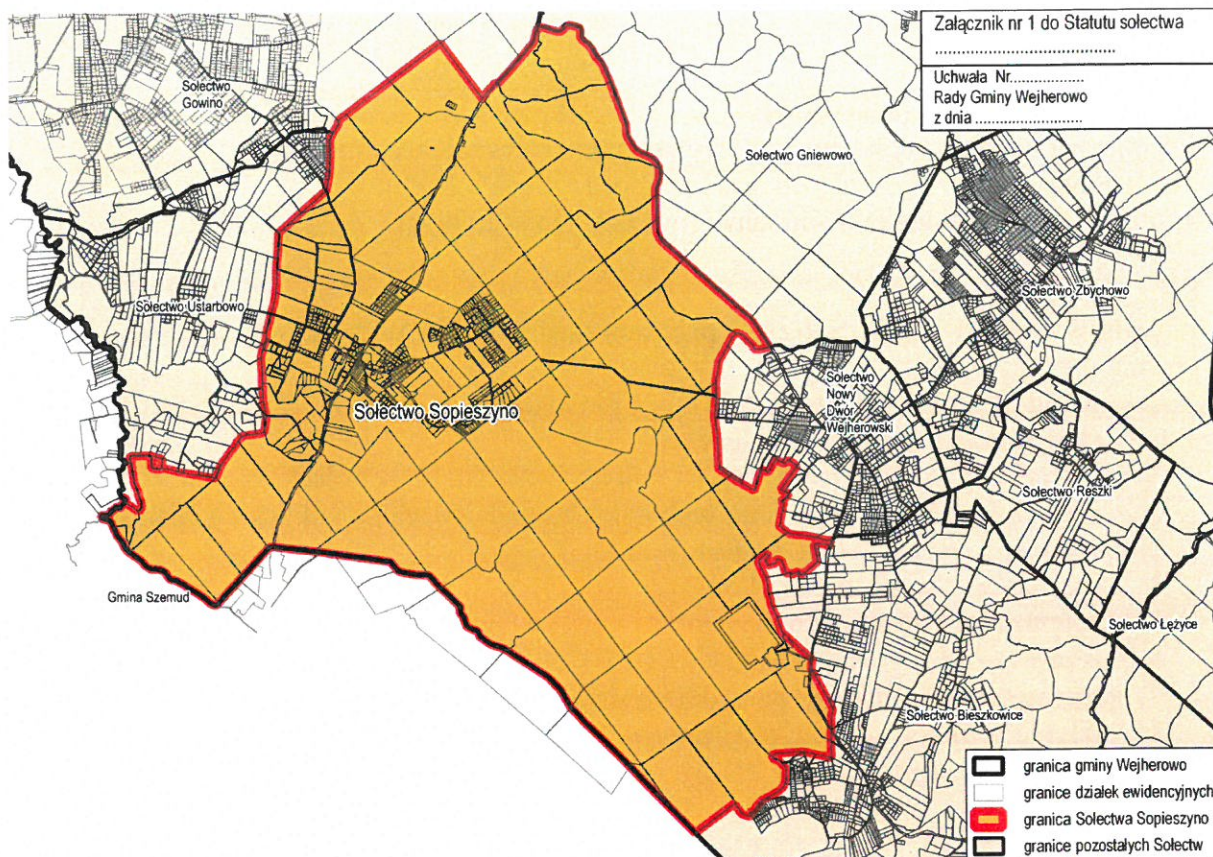 Załącznik nr 1 do Statutu sołectwa
........................................
Uchwała Nr.................
Rady Gminy Wejherowo
z dnia ..........................
Sołectwo
Gowino
Sołectwo Gniewowo
Sołectwo Ustarbowo
Sołectwo Zbychowo
Sołectwo
Nowy
Dwór
Wejherowski
Sołectwo Sopieszyno
Sołectwo Reszki
Gmina Szemud
Sołectwo Łężyce
Sołectwo Bieszkowice
granica gminy Wejherowo
granice działek ewidencyjnych
granica Sołectwa Sopieszyno
granice pozostałych Sołectw